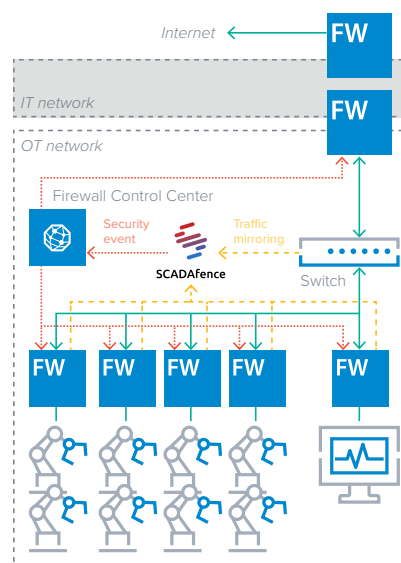 Internet
FW
IT network
FW
OT network
Firewall Control Center
Security
event
Traffic
mirroring
SCADAfence
Switch
FW
FW
FW
FW
FW